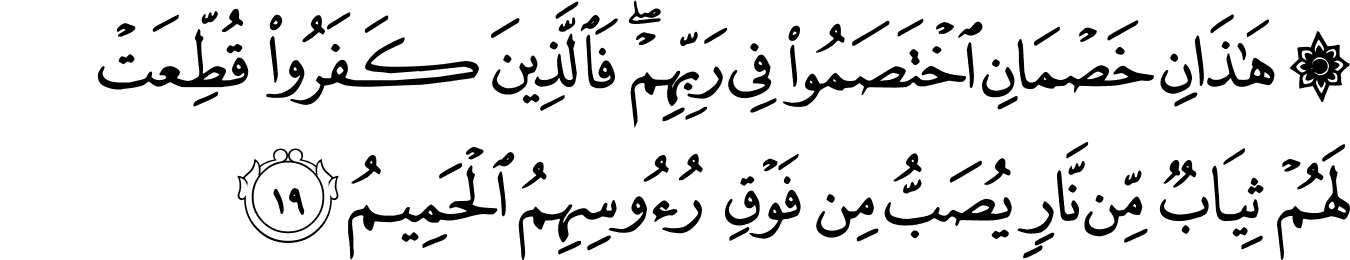 ۞ هَـٰذَانِ خَصْمَانِ ٱخْتَصَمُوا۟ فِى رَبِّهِمْ ۖ فَٱلَّذِينَ كَفَرُوا۟ قُطِّعَتْ
لَهُمْ ثِيَابٌ مِّن نَّارٍ يُصَبُّ مِن فَوْقِ رُءُوسِهِمُ ٱلْحَمِيمُ ١٩